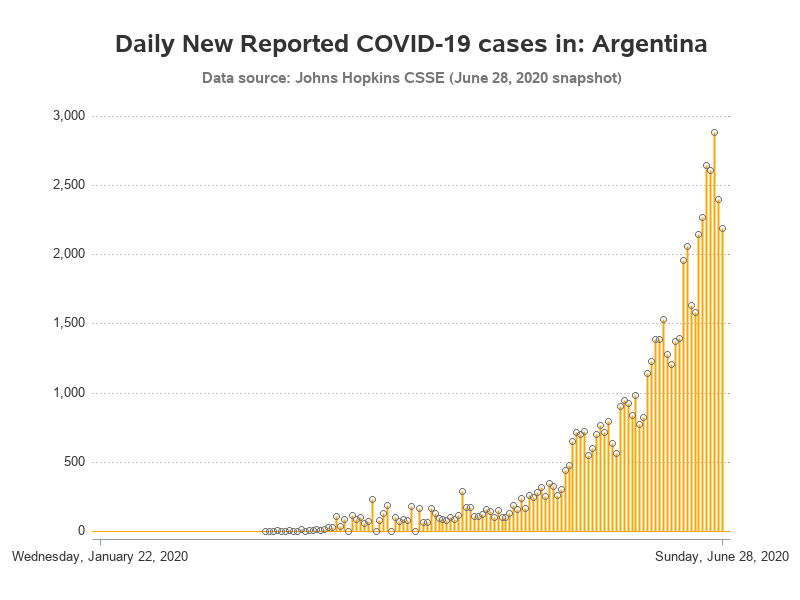 Daily New Reported COVID-19 cases in: Argentina
Data source: Johns Hopkins CSSE (June 28, 2020 snapshot)
3,000
2,500
2,000
1,500
1,000
500
0
Wednesday, January 22, 2020
Sunday, June 28, 2020